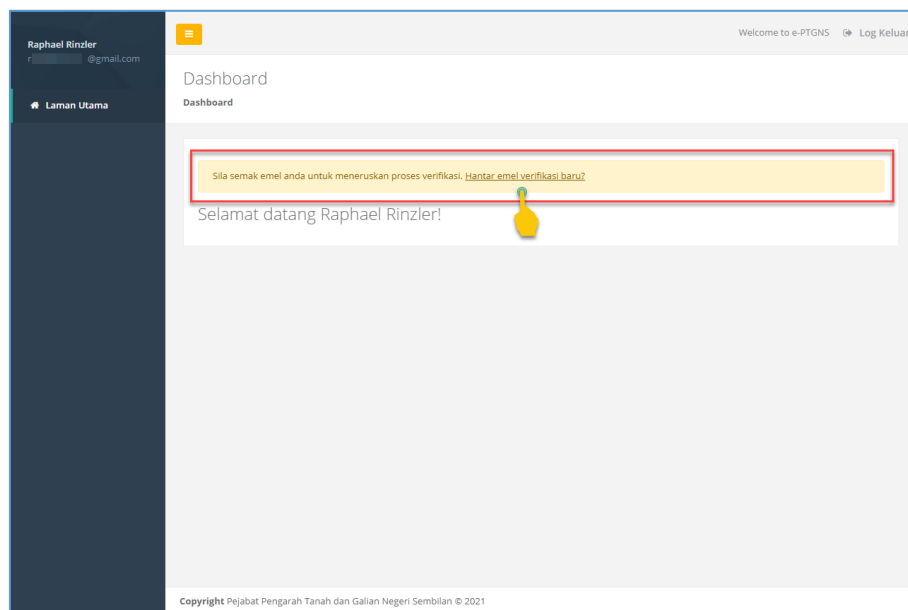 Raphael Rinzler
r @gmail.com
Laman Utama
Welcome to e-PTGNS
Log Keluar
Dashboard
Dashboard
Sila semak emel anda untuk meneruskan proses verifikasi. Hantar emel verifikasi baru?
Selamat datang Raphael Rinzler!
Copyright Pejabat Pengarah Tanah dan Galian Negeri Sembilan © 2021